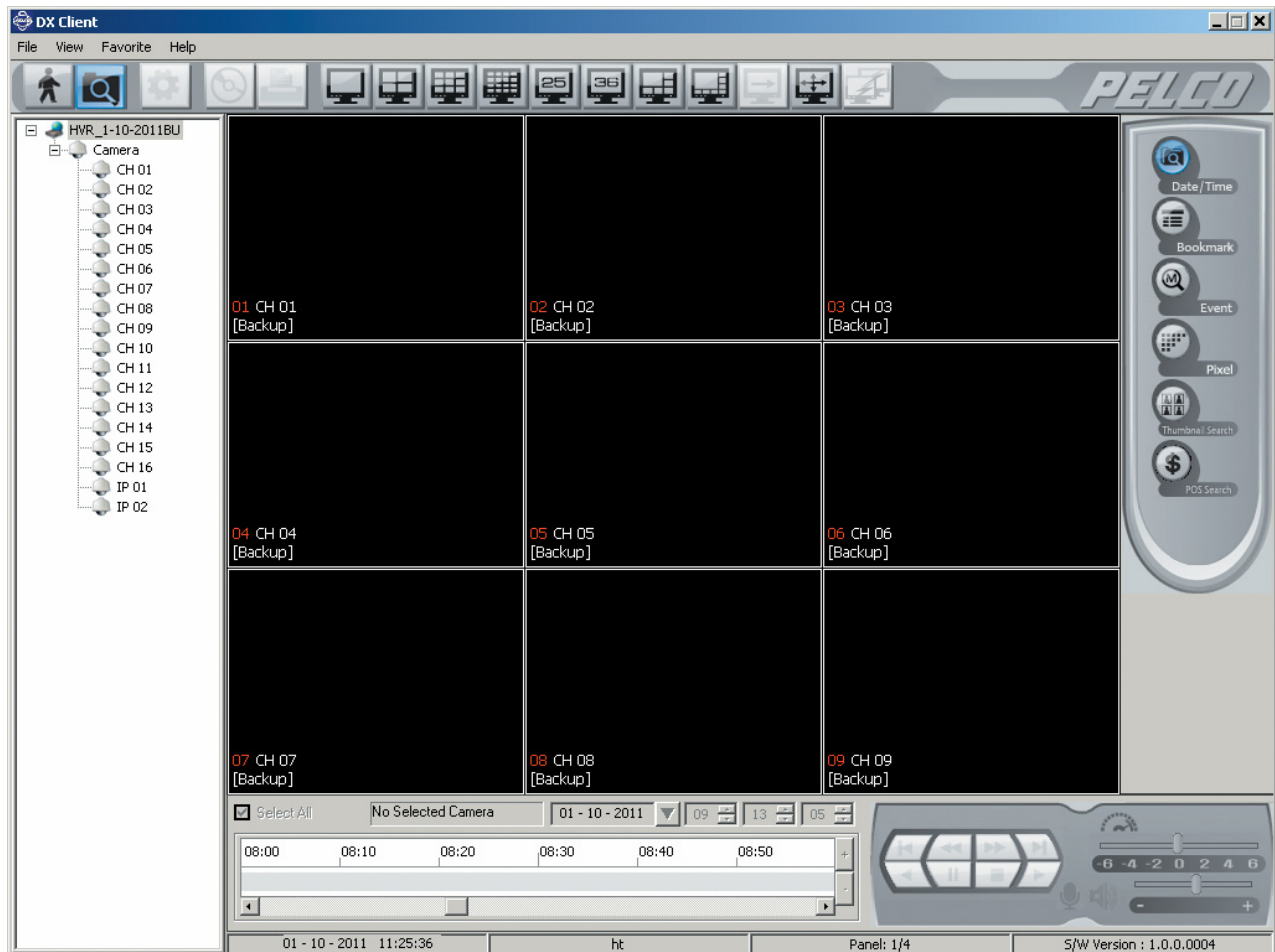 DX Client
File View Favorite Help
25 36
PELCO
HVR_1-10-2011BU
Camera
CH 01
CH 02
CH 03
CH 04
CH 05
CH 06
CH 07
CH 08
CH 09
CH 10
CH 11
CH 12
CH 13
CH 14
CH 15
CH 16
IP 01
IP 02
01 CH 01
[Backup]
02 CH 02
[Backup]
03 CH 03
[Backup]
04 CH 04
[Backup]
05 CH 05
[Backup]
06 CH 06
[Backup]
07 CH 07
[Backup]
08 CH 08
[Backup]
09 CH 09
[Backup]
Date/Time
Bookmark
M
Event
Pixel
Thumbnail Search
$
POS Search
Select All No Selected Camera 01 - 10 - 2011 09 13 05
08:00 08:10 08:20 08:30 08:40 08:50
+
-
-6 -4 -2 0 2 4 6
- +
01 - 10 - 2011 11:25:36 ht Panel: 1/4 S/W Version : 1.0.0.0004